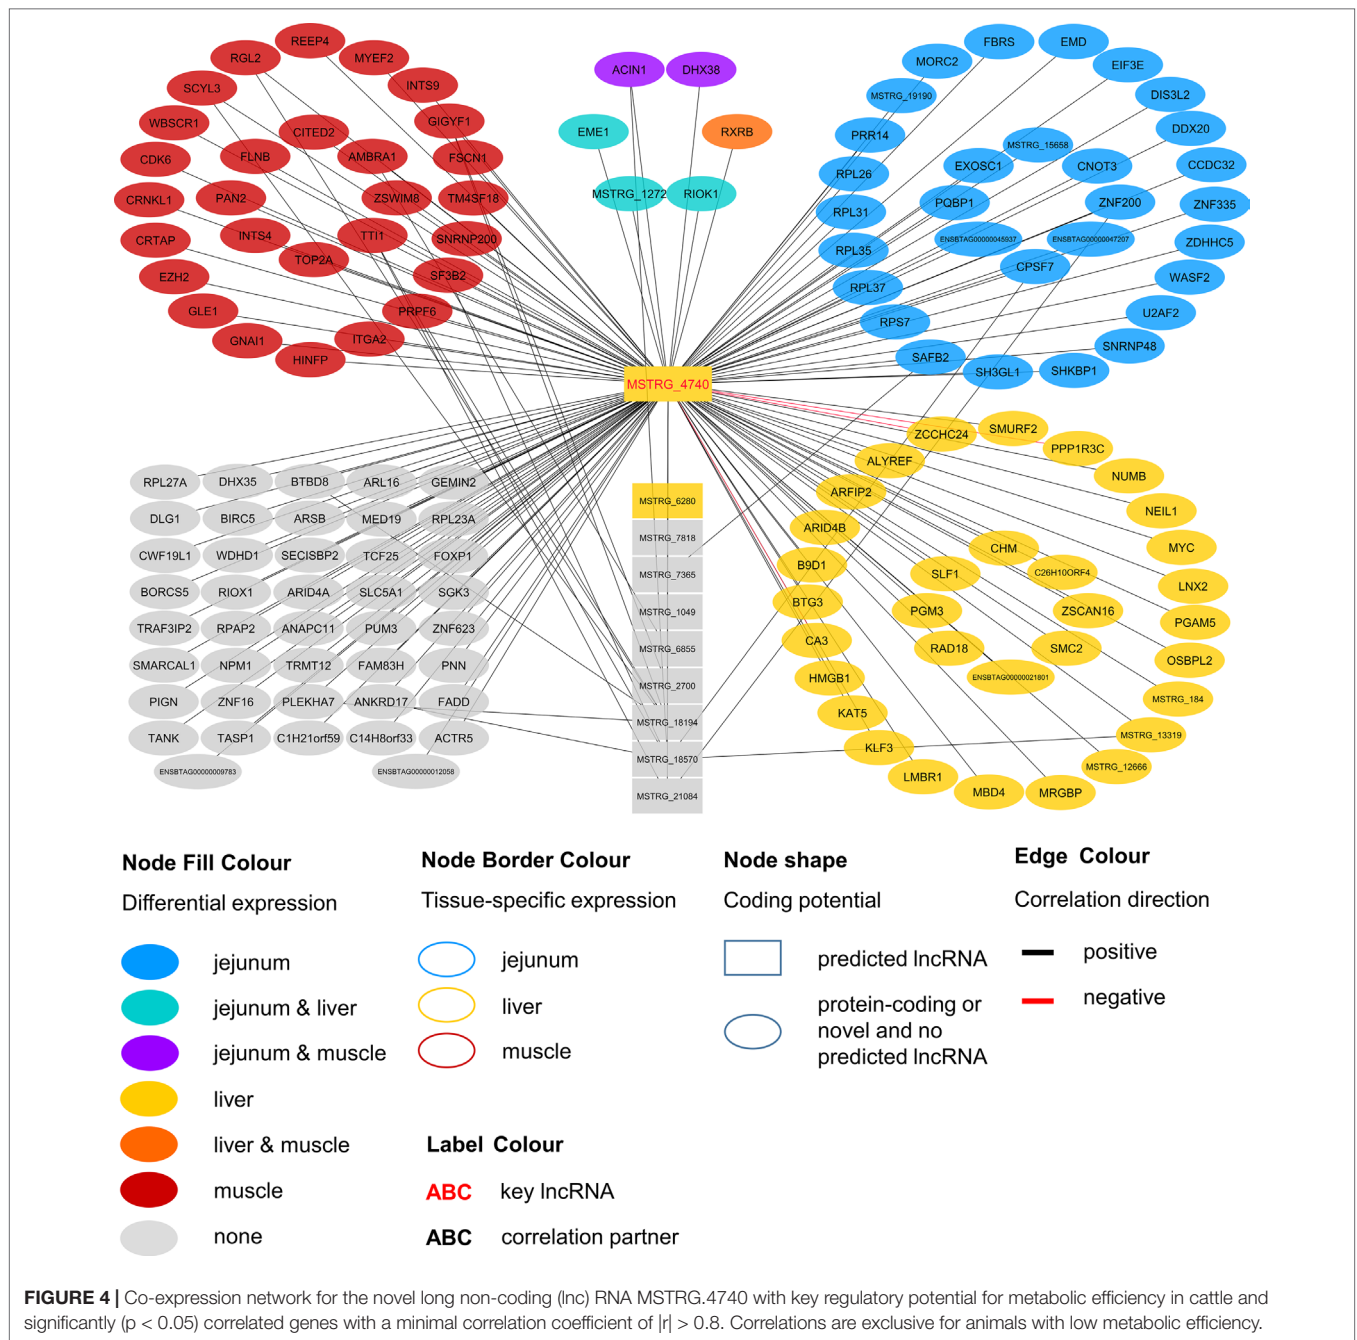 REEP4
RGL2
MYEF2
SCYL3
INTS9
WBSCR1
CITED2
GIGYF1
CDK6
FLNB
AMBRA1
FSCN1
CRNKL1
PAN2
ZSWIM8
TM4SF18
CRTAP
INTS4
TTI1
SNRNP200
EZH2
TOP2A
SF3B2
GLE1
PRPF6
GNAI1
ITGA2
HINFP
ACIN1
DHX38
EME1
RXRB
MSTRG_1272
RIOK1
FBRS
EMD
MORC2
EIF3E
MSTRG_19190
DIS3L2
PRR14
MSTRG_15658
DDX20
RPL26
EXOSC1
CNOT3
CCDC32
RPL31
PQBP1
ZNF200
ZNF335
RPL35
ENSBTAG00000045937
ENSBTAG00000047207
ZDHHC5
RPL37
CPSF7
WASF2
RPS7
U2AF2
SAFB2
SNRNP48
SH3GL1
SHKBP1
MSTRG_4740
RPL27A
DHX35
BTBD8
ARL16
GEMIN2
DLG1
BIRC5
ARSB
MED19
RPL23A
CWF19L1
WDHD1
SECISBP2
TCF25
FOXP1
BORCS5
RIOX1
ARID4A
SLC5A1
SGK3
TRAF3IP2
RPAP2
ANAPC11
PUM3
ZNF623
SMARCAL1
NPM1
TRMT12
FAM83H
PNN
PIGN
ZNF16
PLEKHA7
ANKRD17
FADD
TANK
TASP1
C1H21orf59
C14H8orf33
ACTR5
ENSBTAG00000009783
ENSBTAG00000012058
MSTRG_6280
MSTRG_7818
MSTRG_7365
MSTRG_1049
MSTRG_6855
MSTRG_2700
MSTRG_18194
MSTRG_18570
MSTRG_21084
ZCCHC24
SMURF2
PPP1R3C
ALYREF
NUMB
ARFIP2
NEIL1
ARID4B
MYC
CHM
B9D1
SLF1
C26H10ORF4
LNX2
BTG3
PGM3
ZSCAN16
PGAM5
CA3
RAD18
SMC2
OSBPL2
HMGB1
ENSBTAG00000021801
MSTRG_184
KAT5
MSTRG_13319
KLF3
MSTRG_12666
LMBR1
MBD4
MRGBP
Node Fill Colour
Differential expression
jejunum
jejunum & liver
jejunum & muscle
liver
liver & muscle
muscle
none
Node Border Colour
Tissue-specific expression
jejunum
liver
muscle
Label Colour
ABC key lncRNA
ABC correlation partner
Node shape
Coding potential
predicted lncRNA
protein-coding or
novel and no
predicted lncRNA
Edge Colour
Correlation direction
positive
negative
FIGURE 4 | Co-expression network for the novel long non-coding (lnc) RNA MSTRG.4740 with key regulatory potential for metabolic efficiency in cattle and
significantly (p < 0.05) correlated genes with a minimal correlation coefficient of |r| > 0.8. Correlations are exclusive for animals with low metabolic efficiency.